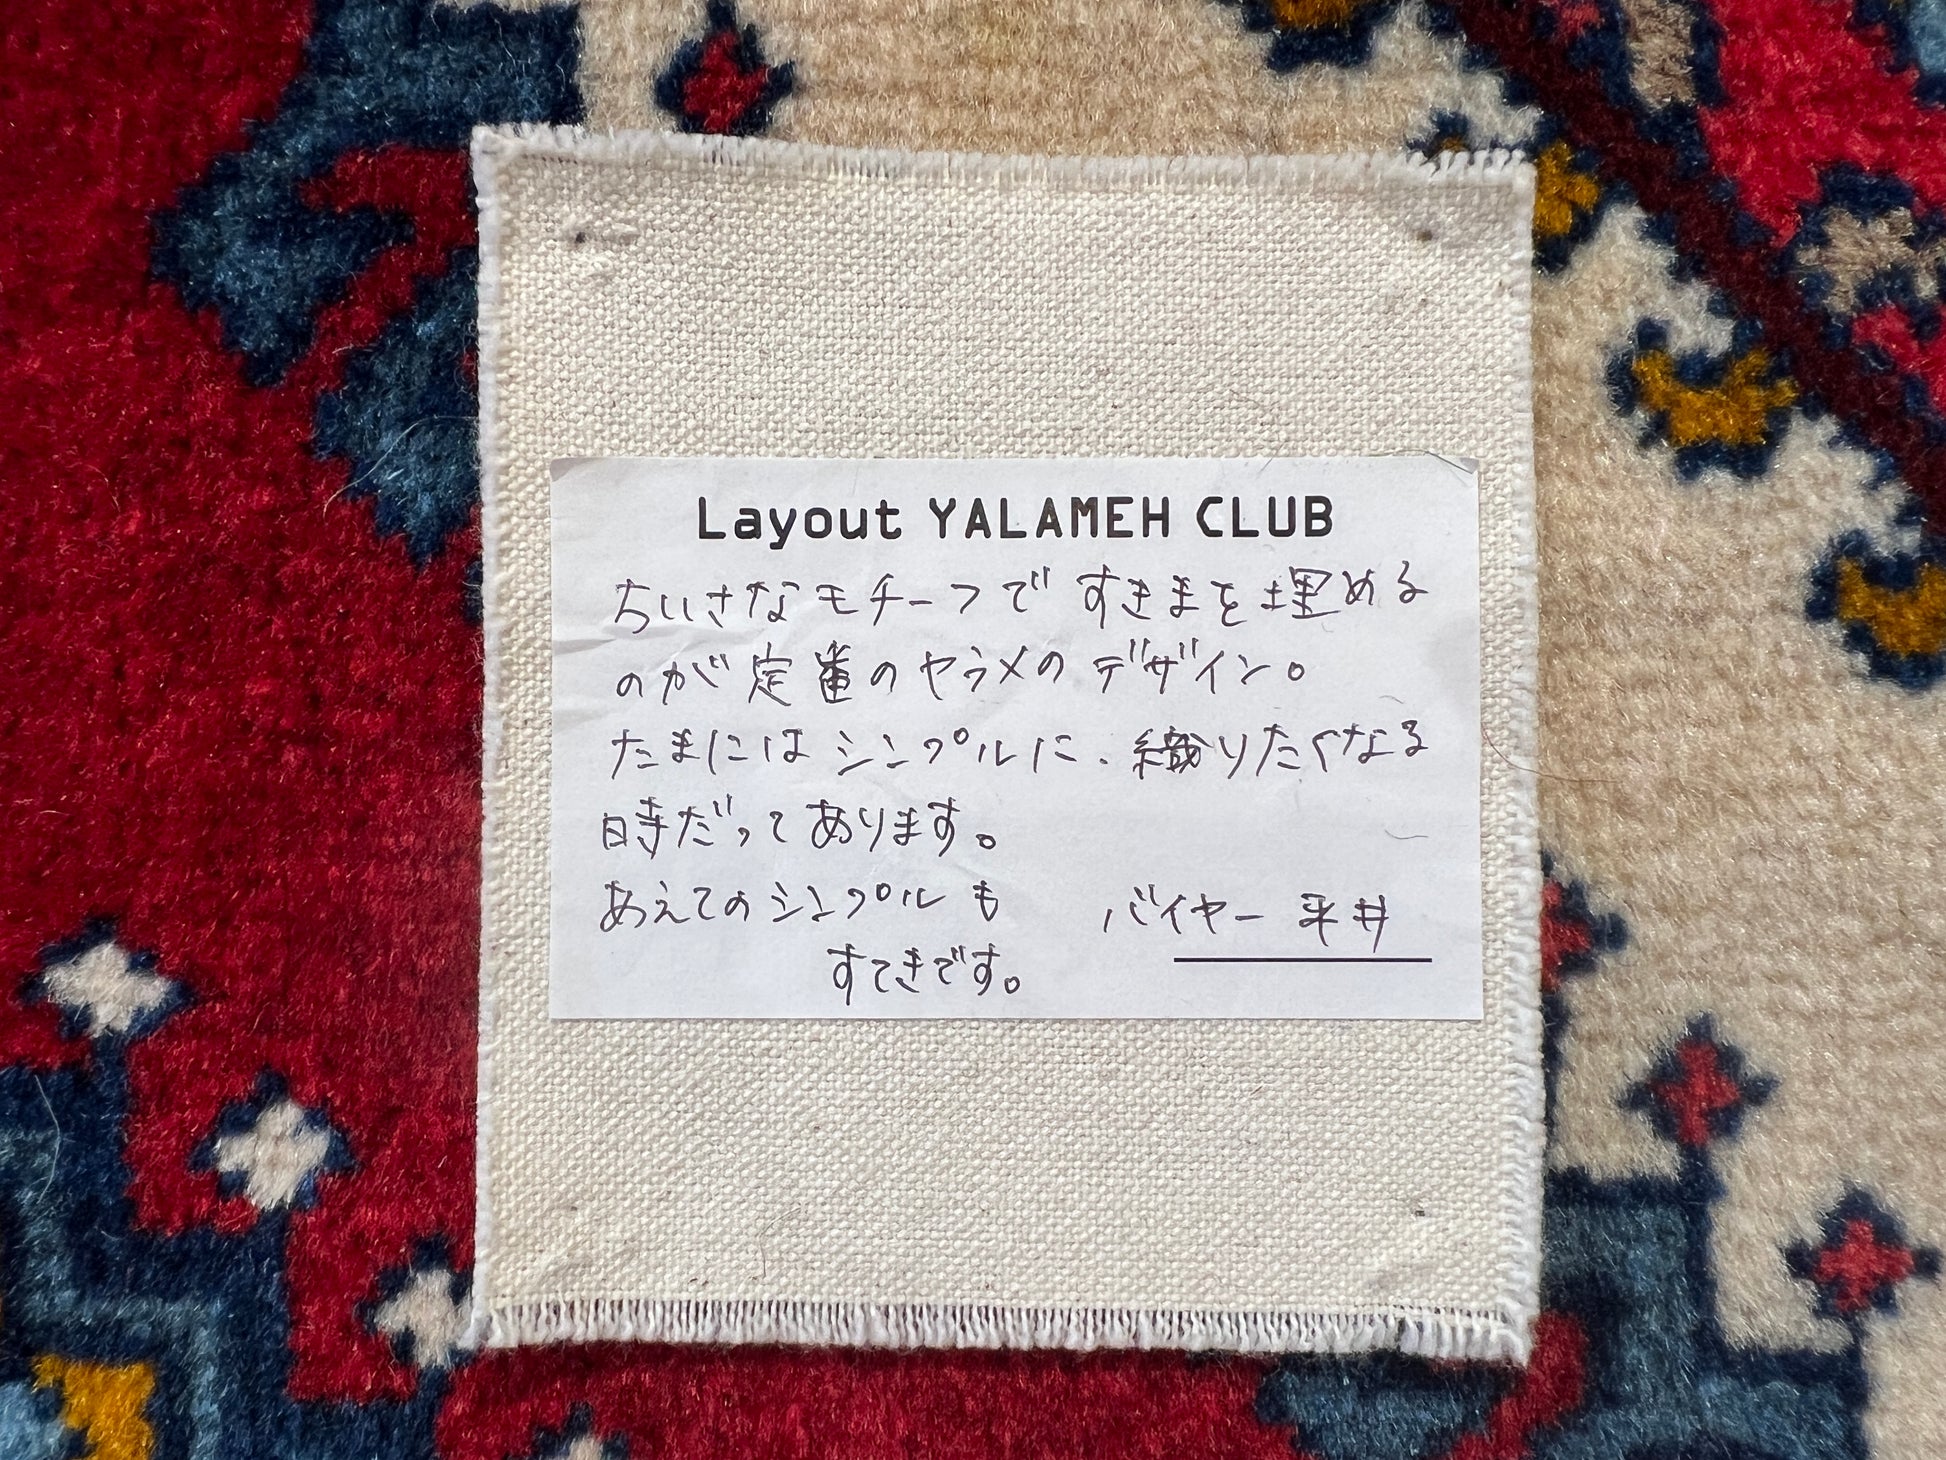 Layout YALAMEH CLUB
ちいさなモチーフで すきまを埋める
のが定番のヤラメのデザイン。
たまにはシンプルに、織りたくなる
時だってあります。
あえてのシンプルも
すてきです。
バイヤー 平井